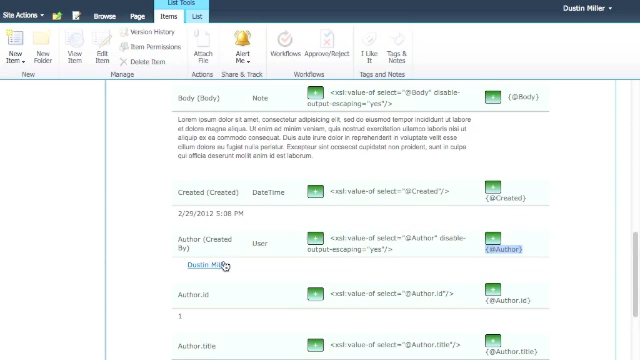 List Tools
Dustin Miller
Site Actions
Browse
Page
Items
List
New
Item
New
Folder
View
Item
Edit
Item
Version History
Item Permissions
Delete Item
Attach
File
Alert
Me
Workflows
Approve/Reject
I Like
It
Tags &
Notes
New
Manage
Actions
Share & Track
Workflows
Tags and Notes
Body (Body)
Note
<xsl:value-of select="@Body" disable-
output-escaping="yes"/>
{@Body}
Lorem ipsum dolor sit amet, consectetur adipisicing elit, sed do eiusmod tempor incididunt ut labore
et dolore magna aliqua. Ut enim ad minim veniam, quis nostrud exercitation ullamco laboris nisi ut
aliquip ex ea commodo consequat. Duis aute irure dolor in reprehenderit in voluptate velit esse cillum
dolore eu fugiat nulla pariatur. Excepteur sint occaecat cupidatat non proident, sunt in culpa
qui officia deserunt mollit anim id est laborum.
Created (Created)
DateTime
<xsl:value-of select="@Created"/>
{@Created}
2/29/2012 5:08 PM
Author (Created
By)
User
<xsl:value-of select="@Author" disable-
output-escaping="yes"/>
{@Author}
Dustin Miller
Author.id
<xsl:value-of select="@Author.id"/>
{@Author.id}
1
Author.title
<xsl:value-of select="@Author.title"/>
{@Author.title}